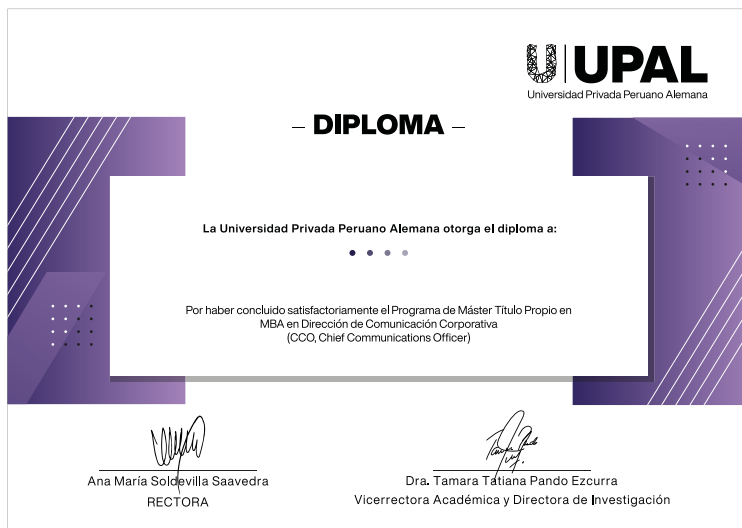 UPAL
Universidad Privada Peruano Alemana
– DIPLOMA –
La Universidad Privada Peruano Alemana otorga el diploma a:
Por haber concluido satisfactoriamente el Programa de Máster Título Propio en
MBA en Dirección de Comunicación Corporativa
(CCO, Chief Communications Officer)
Ana María Soldevilla Saavedra
RECTORA
Dra. Tamara Tatiana Pando Ezcurra
Vicerrectora Académica y Directora de Investigación